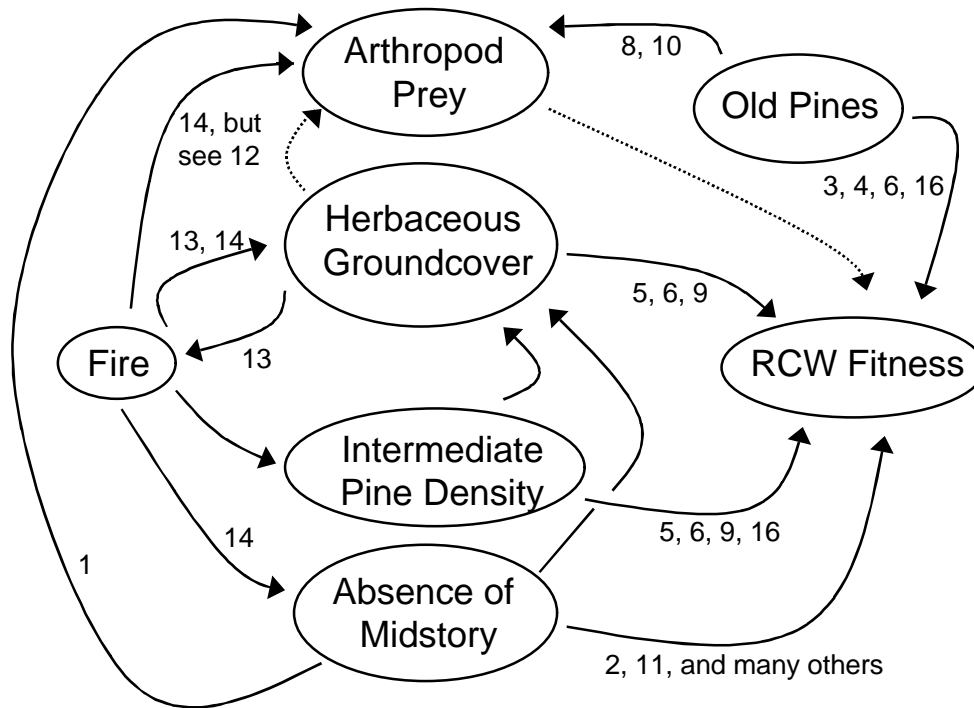 Arthropod
Prey
8, 10
Old Pines
14, but
see 12
3, 4, 6, 16
Herbaceous
Groundcover
13, 14
5, 6, 9
13
Fire
RCW Fitness
Intermediate
Pine Density
5, 6, 9, 16
14
1
Absence of
Midstory
2, 11, and many others